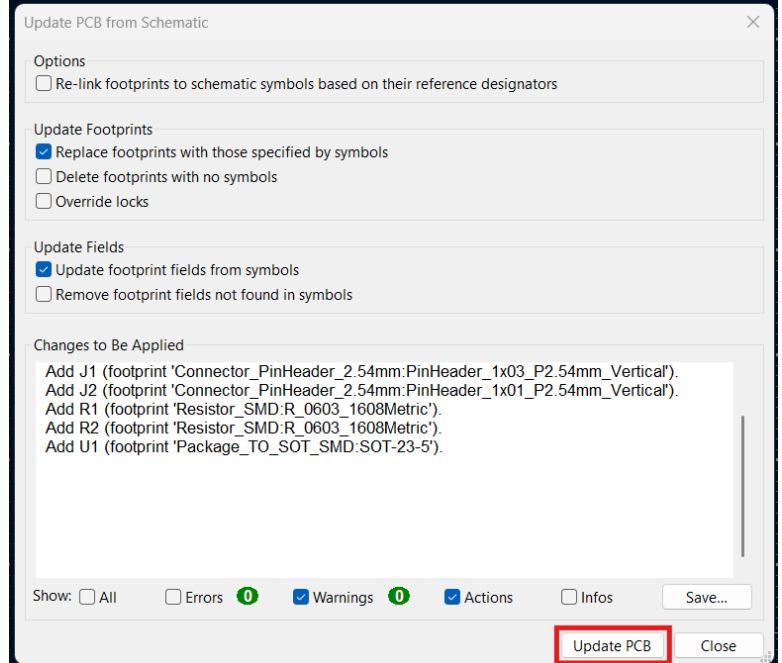 Update PCB from Schematic
Options
Re-link footprints to schematic symbols based on their reference designators
Update Footprints
Replace footprints with those specified by symbols
Delete footprints with no symbols
Override locks
Update Fields
Update footprint fields from symbols
Remove footprint fields not found in symbols
Changes to Be Applied
Add J1 (footprint 'Connector_PinHeader_2.54mm:PinHeader_1x03_P2.54mm_Vertical').
Add J2 (footprint 'Connector_PinHeader_2.54mm:PinHeader_1x01_P2.54mm_Vertical').
Add R1 (footprint 'Resistor_SMD:R_0603_1608Metric').
Add R2 (footprint 'Resistor_SMD:R_0603_1608Metric').
Add U1 (footprint 'Package_TO_SOT_SMD:SOT-23-5').
Show: All Errors 0 Warnings 0 Actions Infos Save...
Update PCB Close